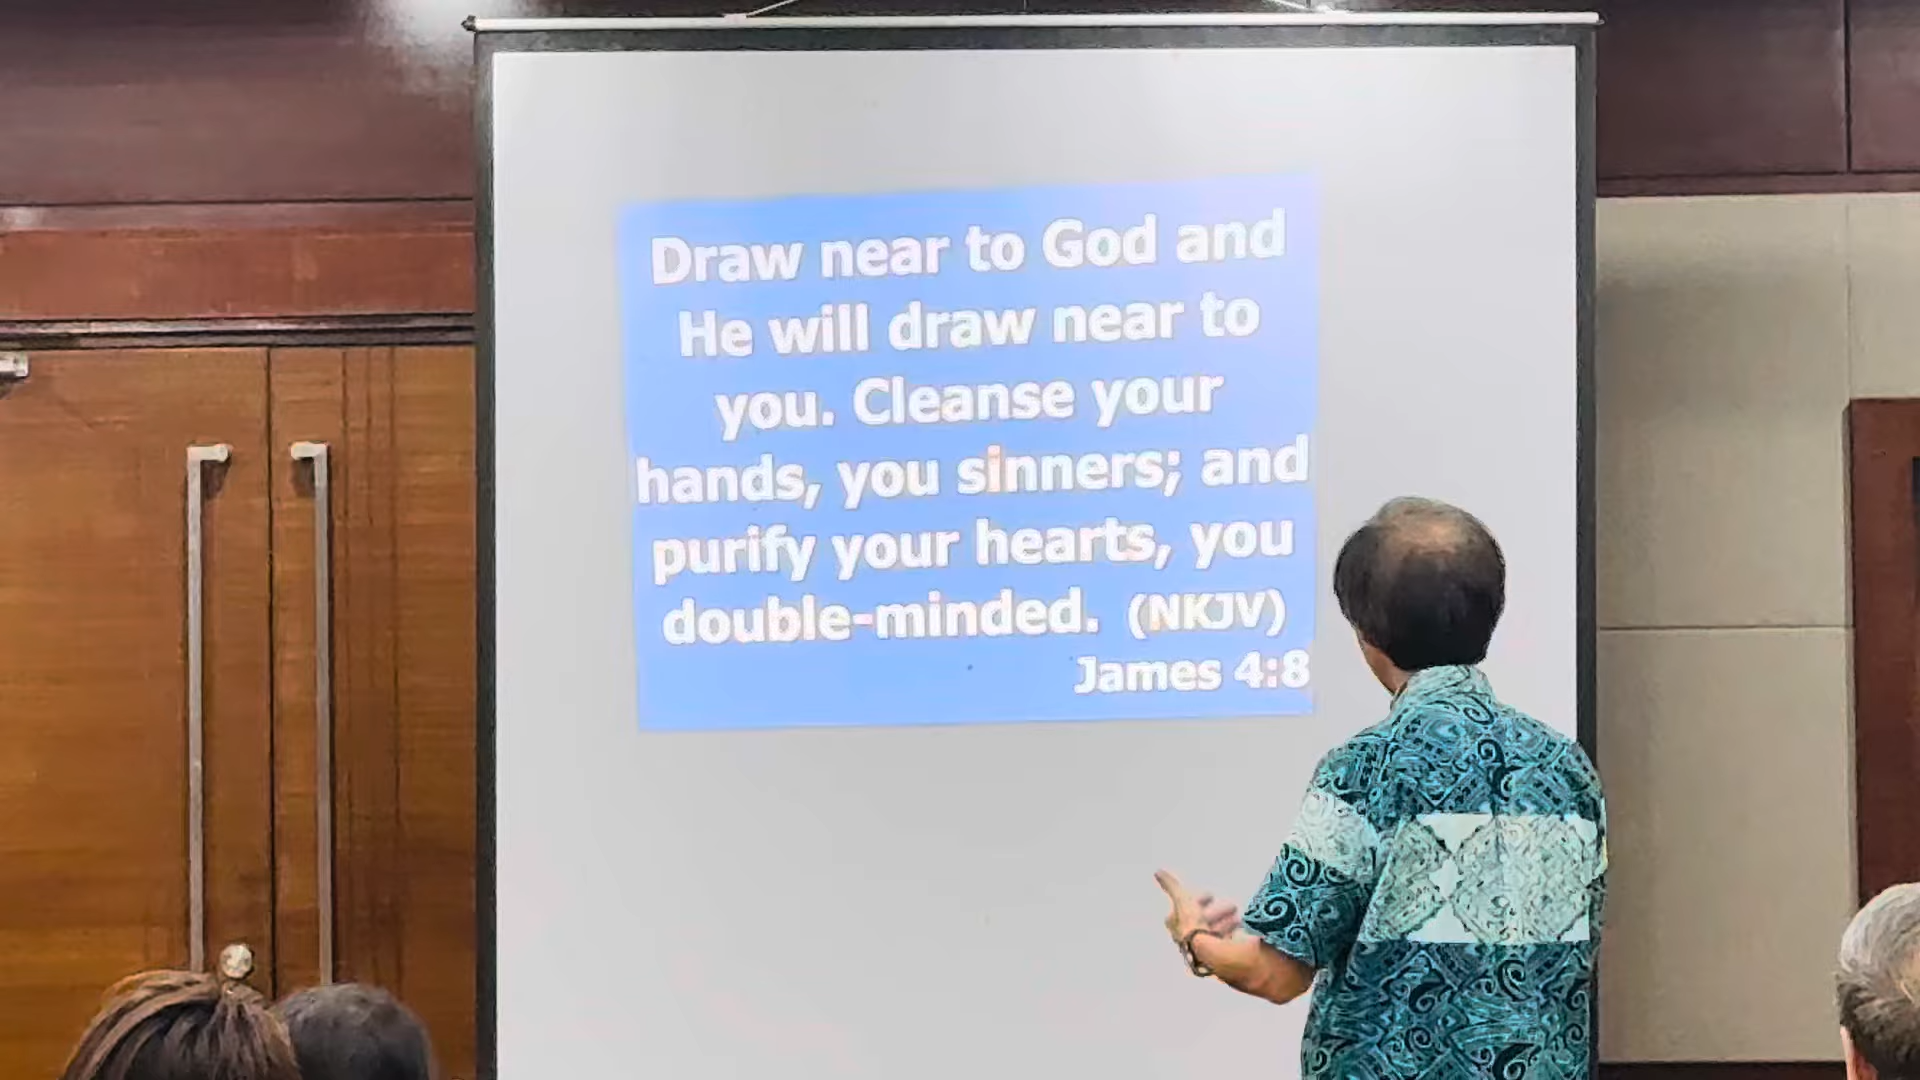 Draw near to God and
He will draw near to
you. Cleanse your
hands, you sinners; and
purify your hearts, you
double-minded. (NKJV)
James 4:8